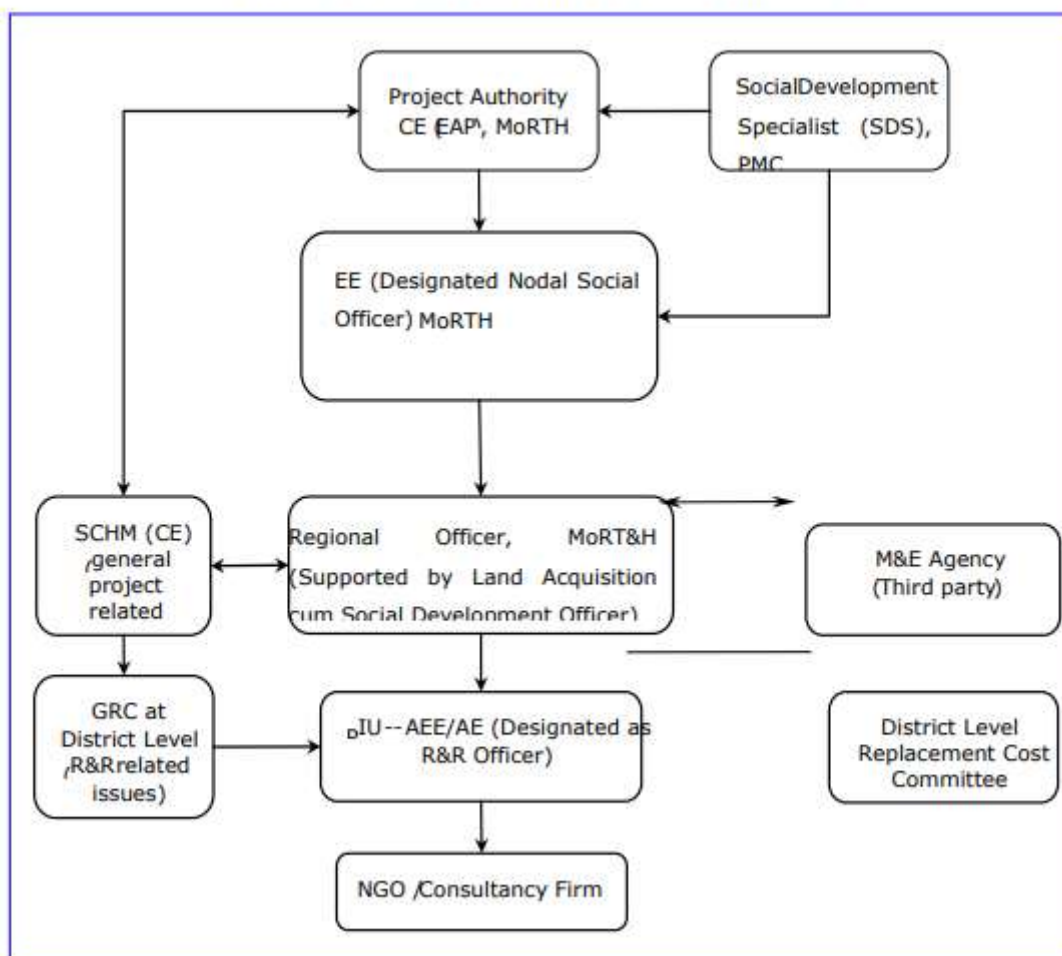 Project Authority
CE (EAP), MoRTH
SocialDevelopment
Specialist (SDS),
PMC
EE (Designated Nodal Social
Officer) MoRTH
SCHM (CE)
(general
project
related
Regional Officer, MoRT&H
(Supported by Land Acquisition
cum Social Development Officer)
M&E Agency
(Third party)
GRC at
District Level
(R&Rrelated
issues)
PIU--AEE/AE (Designated as
R&R Officer)
District Level
Replacement Cost
Committee
NGO /Consultancy Firm